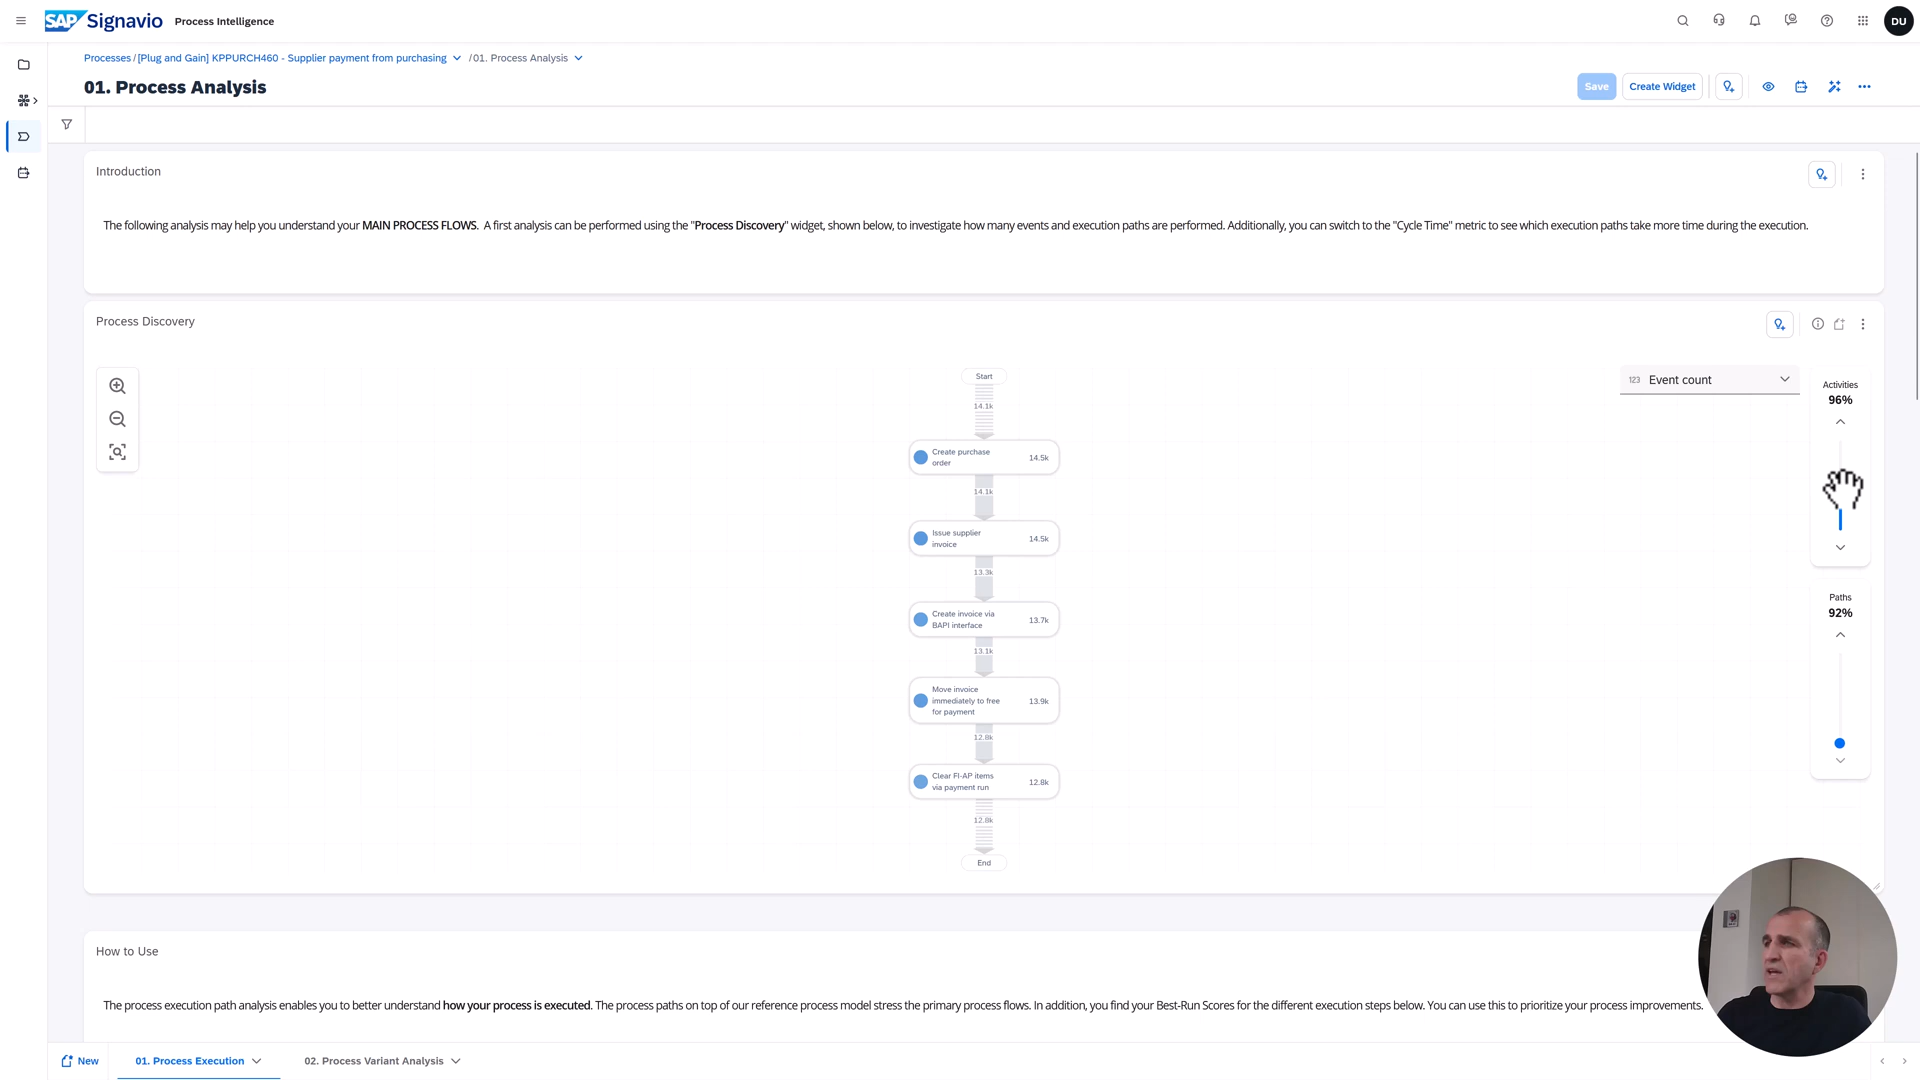 SAP Signavio Process Intelligence
DU
Processes / [Plug and Gain] KPPURCH460 - Supplier payment from purchasing / 01. Process Analysis
01. Process Analysis
Save
Create Widget
Introduction
The following analysis may help you understand your MAIN PROCESS FLOWS. A first analysis can be performed using the "Process Discovery" widget, shown below, to investigate how many events and execution paths are performed. Additionally, you can switch to the "Cycle Time" metric to see which execution paths take more time during the execution.
Process Discovery
123 Event count
Activities
96%
Paths
92%
Start
14.1k
Create purchase
order
14.5k
14.1k
Issue supplier
invoice
14.5k
13.3k
Create invoice via
BAPI interface
13.7k
13.1k
Move invoice
immediately to free
for payment
13.9k
12.8k
Clear FI-AP items
via payment run
12.8k
12.8k
End
How to Use
The process execution path analysis enables you to better understand how your process is executed. The process paths on top of our reference process model stress the primary process flows. In addition, you find your Best-Run Scores for the different execution steps below. You can use this to prioritize your process improvements.
New
01. Process Execution
02. Process Variant Analysis